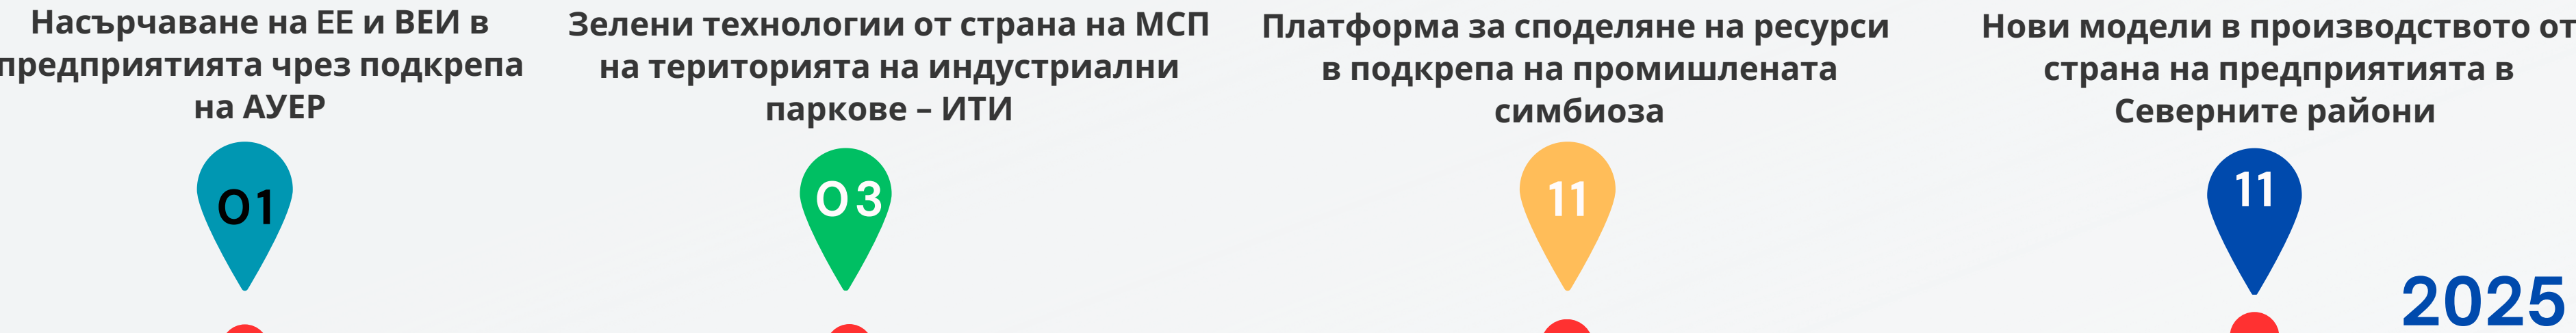 Насърчаване на ЕЕ и ВЕИ в
предприятията чрез подкрепа
на АУЕР
01
Зелени технологии от страна на МСП
на територията на индустриални
паркове – ИТИ
03
Платформа за споделяне на ресурси
в подкрепа на промишлената
симбиоза
11
Нови модели в производството от
страна на предприятията в
Северните райони
11
2025